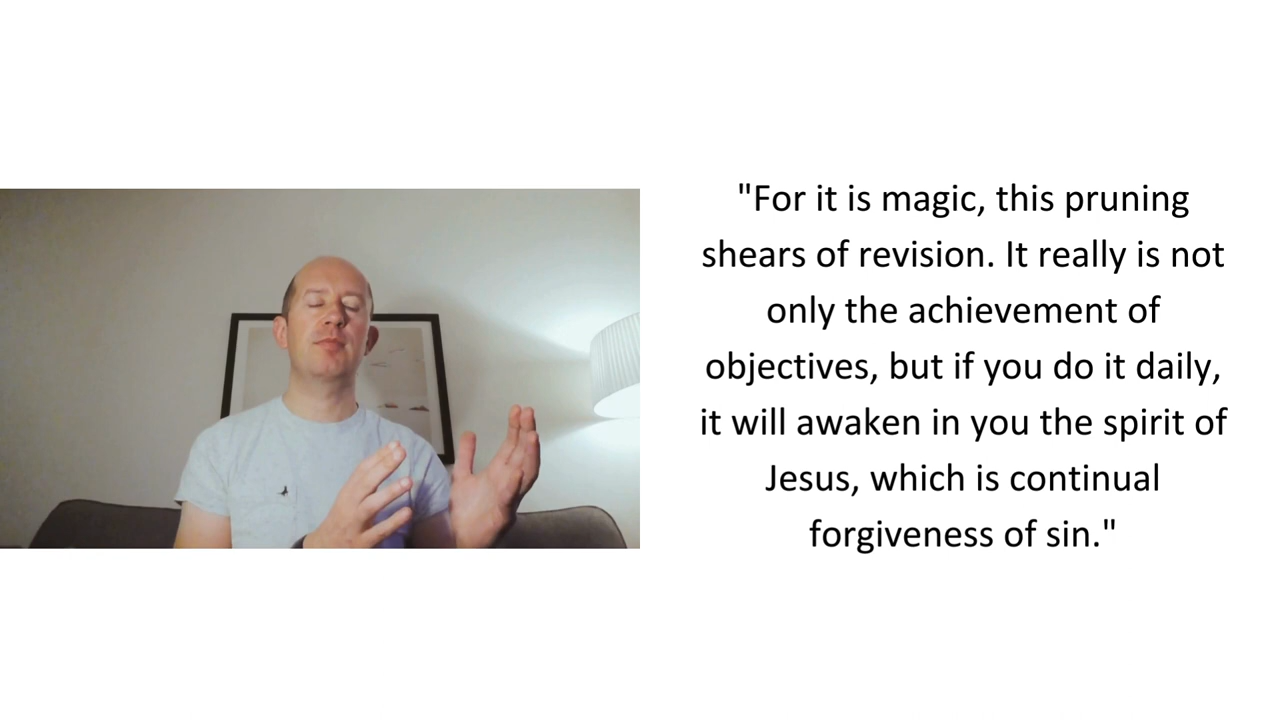 "For it is magic, this pruning
shears of revision. It really is not
only the achievement of
objectives, but if you do it daily,
it will awaken in you the spirit of
Jesus, which is continual
forgiveness of sin."